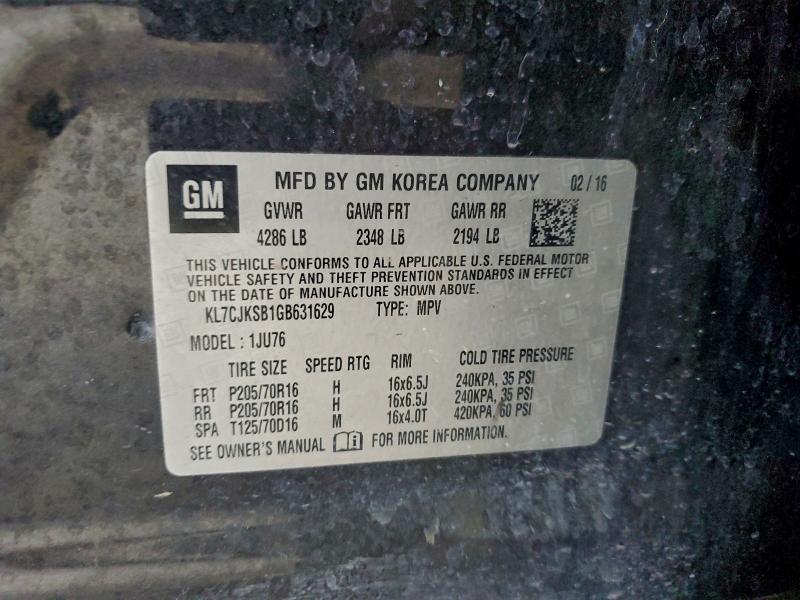 GM MFD BY GM KOREA COMPANY 02/16
GVWR GAWR FRT GAWR RR
4286 LB 2348 LB 2194 LB
THIS VEHICLE CONFORMS TO ALL APPLICABLE U.S. FEDERAL MOTOR
VEHICLE SAFETY AND THEFT PREVENTION STANDARDS IN EFFECT
ON THE DATE OF MANUFACTURE SHOWN ABOVE.
KL7CJKSB1GB631629 TYPE: MPV
MODEL: 1JU76
TIRE SIZE SPEED RTG RIM COLD TIRE PRESSURE
FRT P205/70R16 H 16x6.5J 240KPA, 35 PSI
RR P205/70R16 H 16x6.5J 240KPA, 35 PSI
SPA T125/70D16 M 16x4.0T 420KPA, 60 PSI
SEE OWNER'S MANUAL FOR MORE INFORMATION.